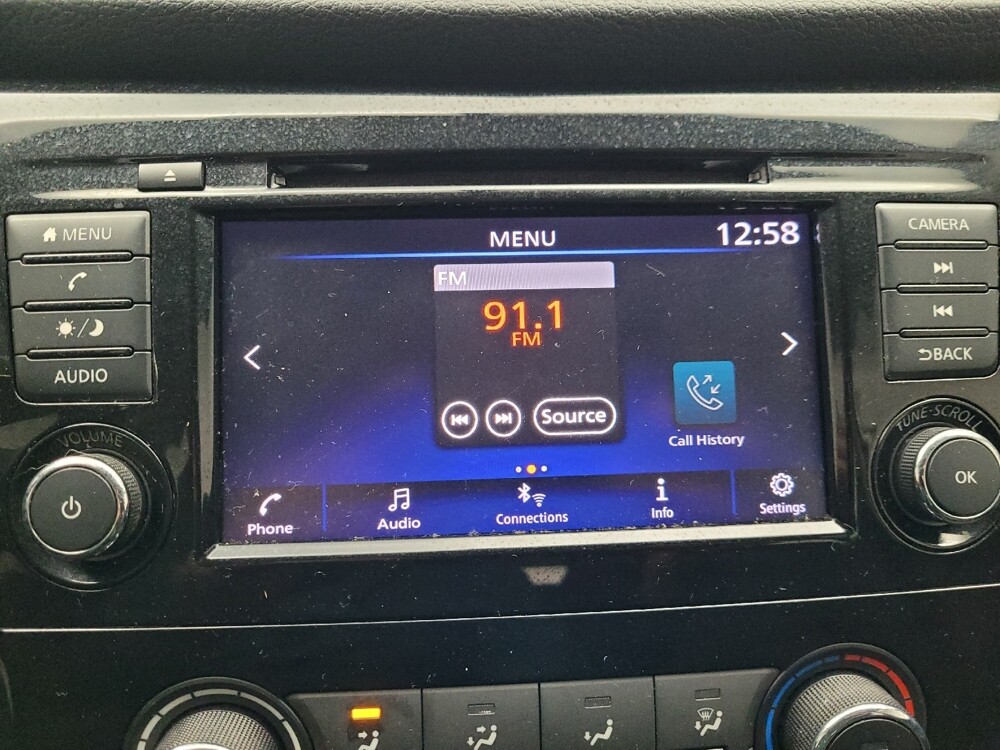 MENU
AUDIO
VOLUME
MENU
12:58
FM
91.1
FM
Source
Call History
Phone
Audio
Connections
Info
Settings
CAMERA
BACK
TUNE·SCROLL
OK